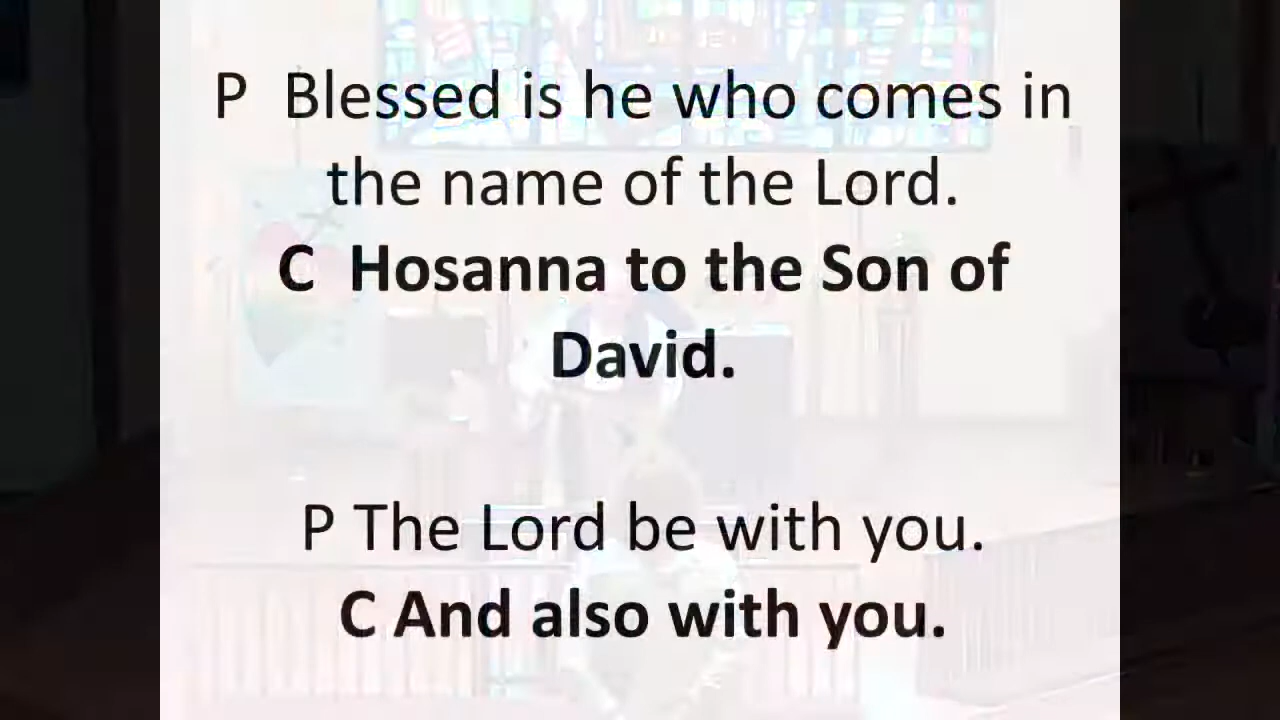 P  Blessed is he who comes in
the name of the Lord.
C  Hosanna to the Son of
David.
P The Lord be with you.
C And also with you.